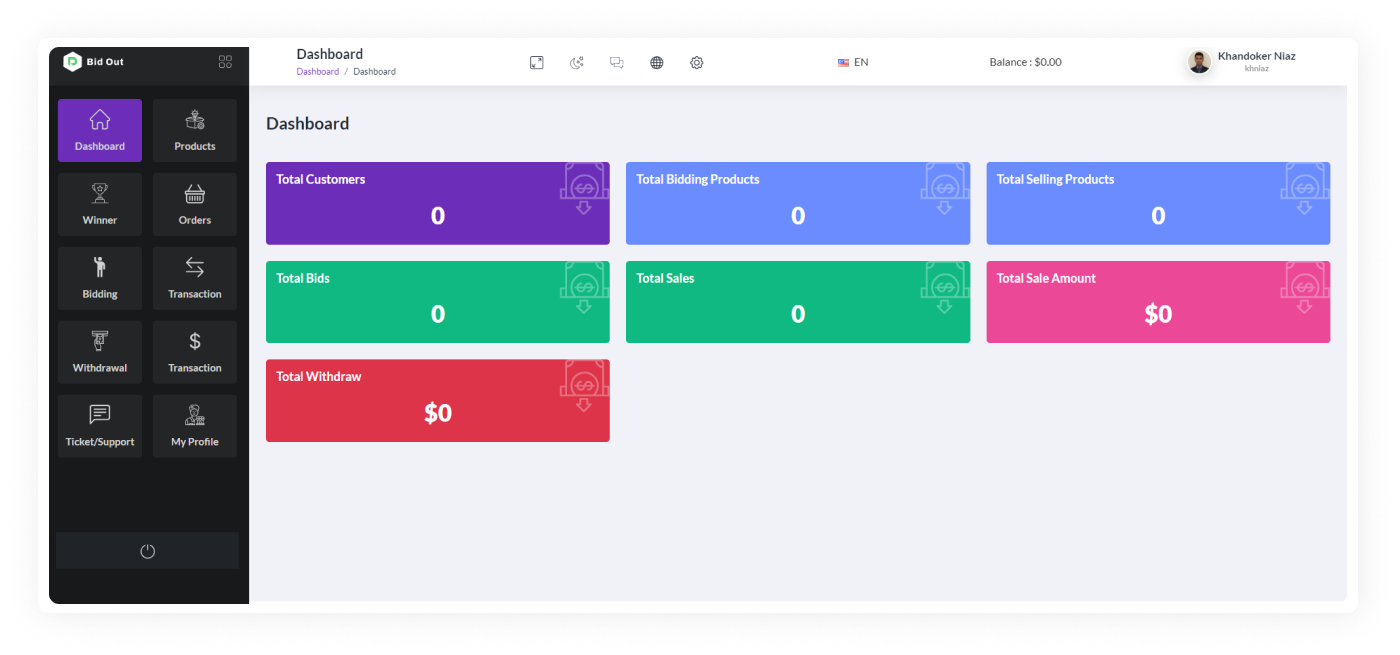 Bid Out
Dashboard
Products
Winner
Orders
Bidding
Transaction
Withdrawal
Transaction
Ticket/Support
My Profile
Dashboard
Dashboard / Dashboard
EN
Balance : $0.00
Khandoker Niaz
khniaz
Dashboard
Total Customers
0
Total Bidding Products
0
Total Selling Products
0
Total Bids
0
Total Sales
0
Total Sale Amount
$0
Total Withdraw
$0